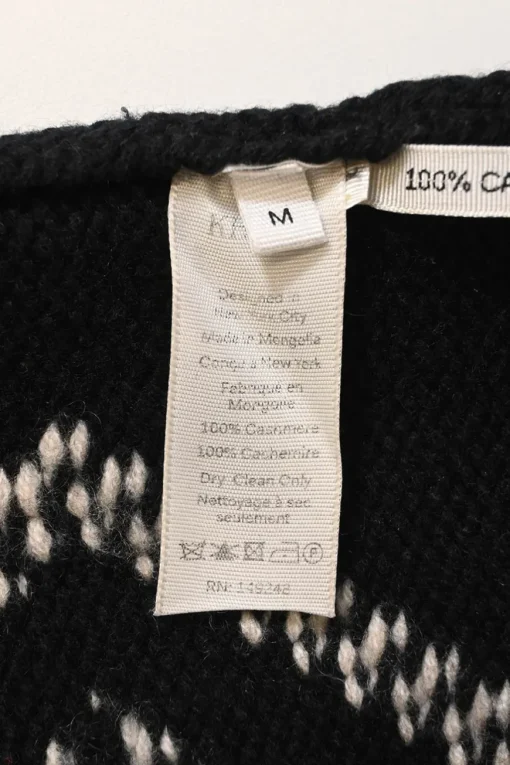 M
100% CA
Designed in
New York City
Made in Mongolia
Conçu à New York
Fabriqué en
Mongolie
100% Cashmere
100% Cachemire
Dry Clean Only
Nettoyage à sec
seulement
P
RN: 149242